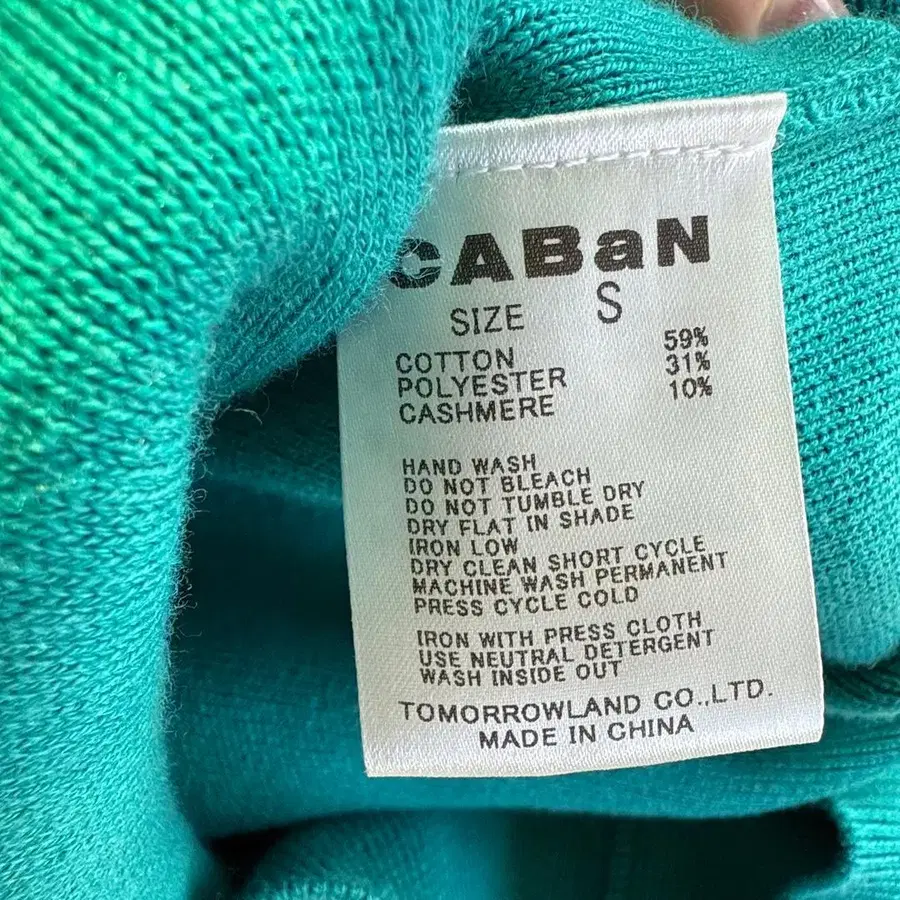 CABaN
SIZE S
COTTON 59%
POLYESTER 31%
CASHMERE 10%
HAND WASH
DO NOT BLEACH
DO NOT TUMBLE DRY
DRY FLAT IN SHADE
IRON LOW
DRY CLEAN SHORT CYCLE
MACHINE WASH PERMANENT
PRESS CYCLE COLD
IRON WITH PRESS CLOTH
USE NEUTRAL DETERGENT
WASH INSIDE OUT
TOMORROWLAND CO.,LTD.
MADE IN CHINA